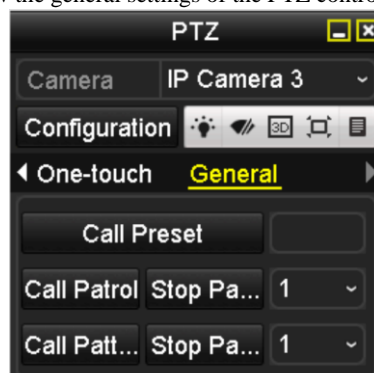 the general settings of the PTZ contro
PTZ
Camera IP Camera 3
Configuration 3D
One-touch General
Call Preset
Call Patrol Stop Pa... 1
Call Patt... Stop Pa... 1